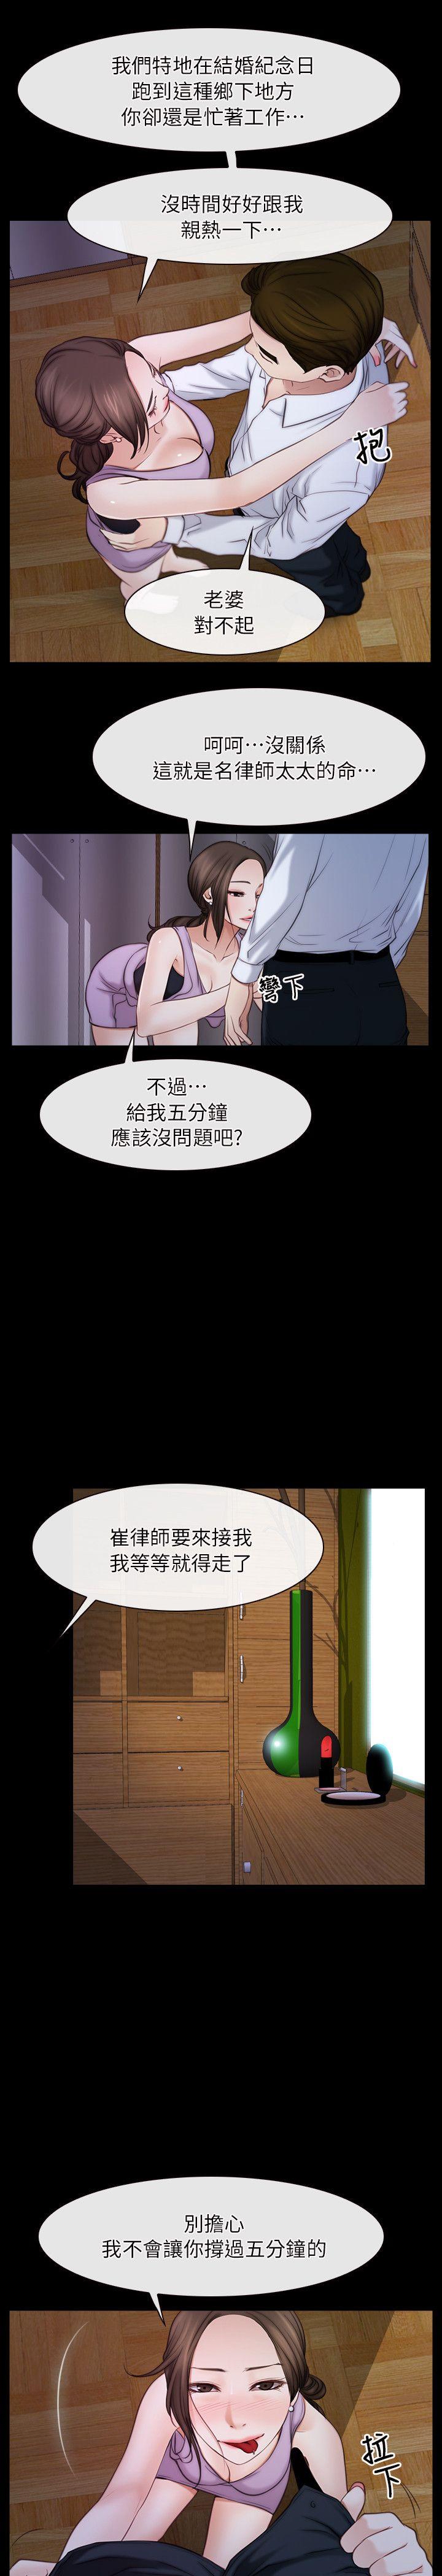 我們特地在結婚紀念日
跑到這種鄉下地方
你卻還是忙著工作…
沒時間好好跟我
親熱一下…
抱
老婆
對不起
呵呵…沒關係
這就是名律師太太的命…
彎下
不過…
給我五分鐘
應該沒問題吧?
崔律師要來接我
我等等就得走了
別擔心
我不會讓你撐過五分鐘的
拉下